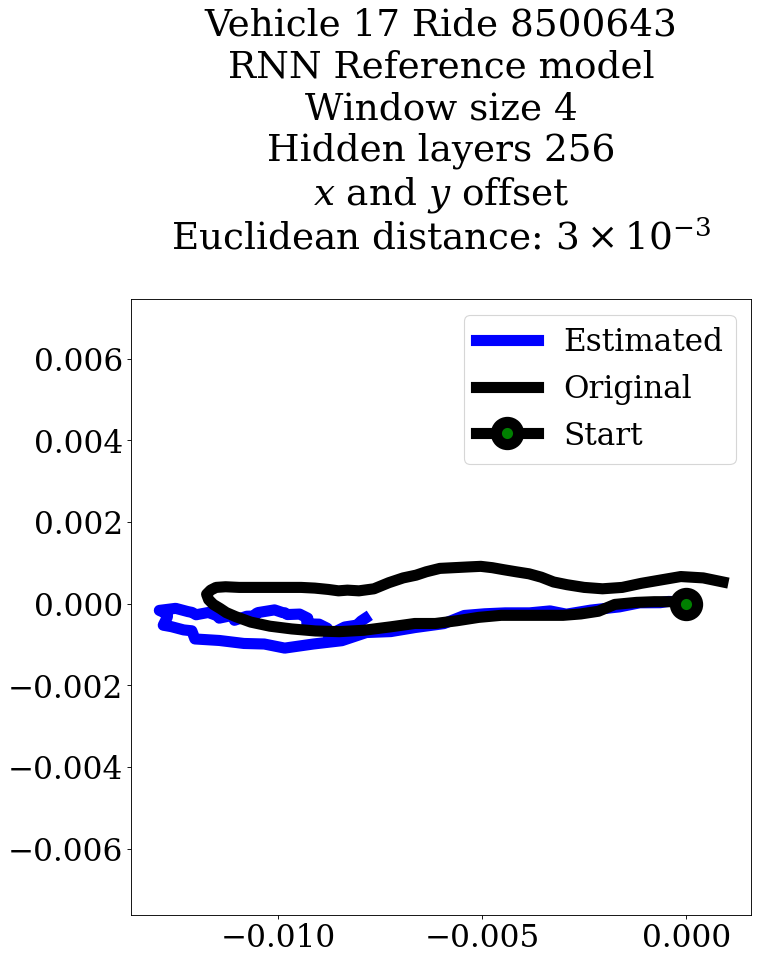 Vehicle 17 Ride 8500643
RNN Reference model
Window size 4
Hidden layers 256
x and y offset
Euclidean distance: 3 × 10⁻³
Estimated
Original
Start
0.006
0.004
0.002
0.000
−0.002
−0.004
−0.006
−0.010
−0.005
0.000